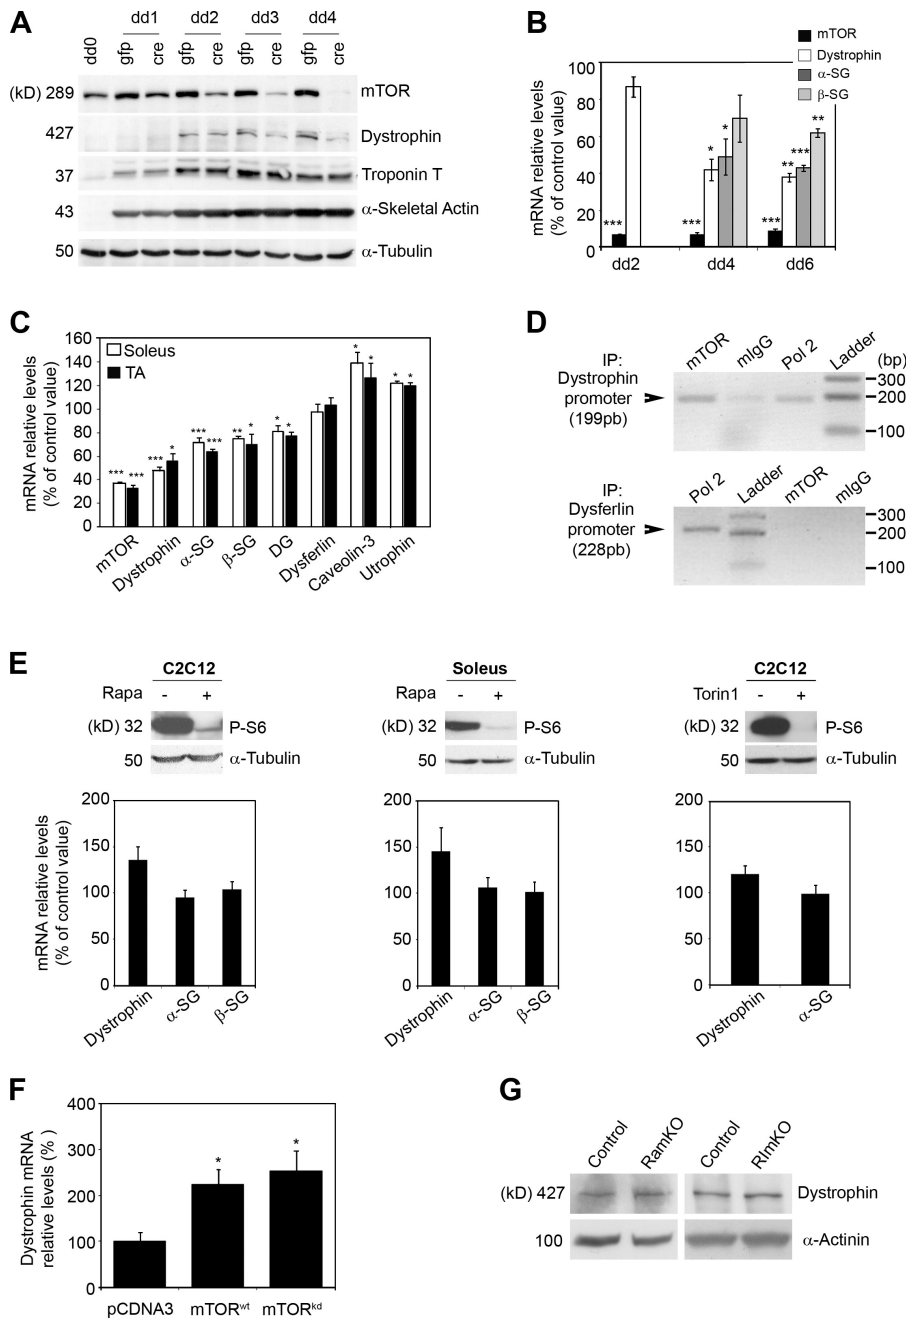 A
dd1 dd2 dd3 dd4
dd0 gfp cre gfp cre gfp cre gfp cre
(kD) 289 mTOR
427 Dystrophin
37 Troponin T
43 α-Skeletal Actin
50 α-Tubulin
B
mTOR
Dystrophin
α-SG
β-SG
mRNA relative levels
(% of control value)
100
80
60
40
20
0
*** *** * * *** ** *** **
dd2 dd4 dd6
C
mRNA relative levels
(% of control value)
160
140
120
100
80
60
40
20
0
Soleus
TA
*** *** *** * *** *** ** * * * * * * *
mTOR Dystrophin α-SG β-SG DG Dysferlin Caveolin-3 Utrophin
D
mTOR mIgG Pol 2 Ladder (bp)
IP:
Dystrophin
promoter
(199pb)
300
200
100
Pol 2 Ladder mTOR mIgG
IP:
Dysferlin
promoter
(228pb)
300
200
100
E
C2C12
Rapa - +
(kD) 32 P-S6
50 α-Tubulin
mRNA relative levels
(% of control value)
200
150
100
50
0
Dystrophin α-SG β-SG
Soleus
Rapa - +
(kD) 32 P-S6
50 α-Tubulin
200
150
100
50
0
Dystrophin α-SG β-SG
C2C12
Torin1 - +
(kD) 32 P-S6
50 α-Tubulin
200
150
100
50
0
Dystrophin α-SG
F
Dystrophin mRNA
relative levels (% )
400
300
200
100
0
* *
pCDNA3 mTORwt mTORkd
G
Control RamKO Control RImKO
(kD) 427 Dystrophin
100 α-Actinin